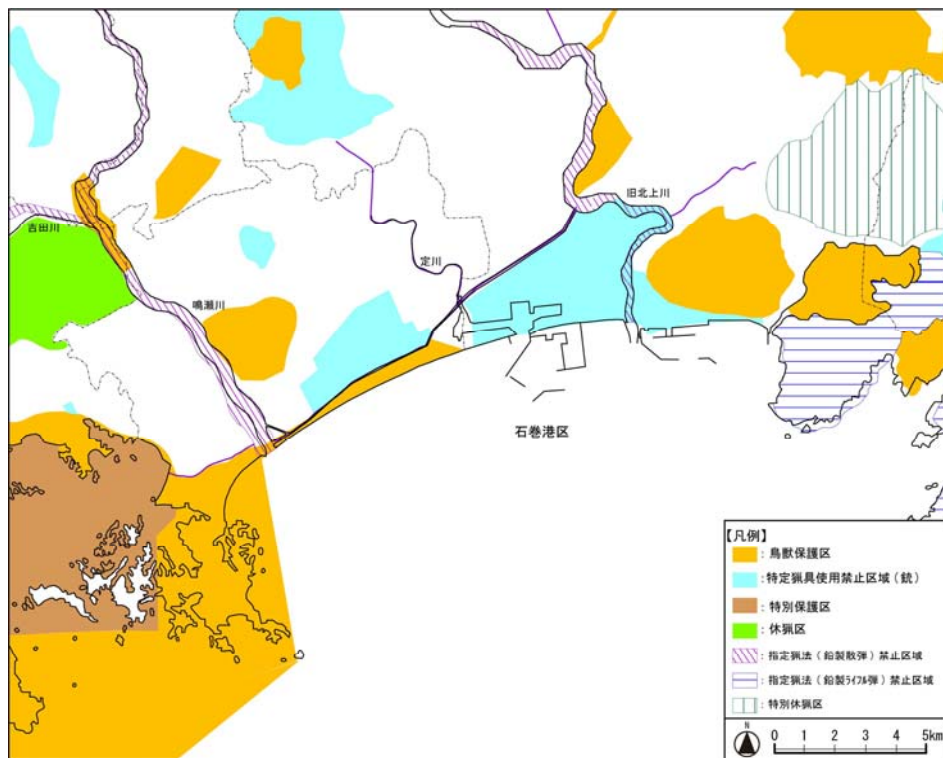 旧北上川
吉田川
定川
鳴瀬川
石巻港区
【凡例】
：鳥獣保護区
：特定猟具使用禁止区域（銃）
：特別保護区
：休猟区
：指定猟法（鉛製散弾）禁止区域
：指定猟法（鉛製ﾗｲﾌﾙ弾）禁止区域
：特別休猟区
N
0 1 2 3 4 5km